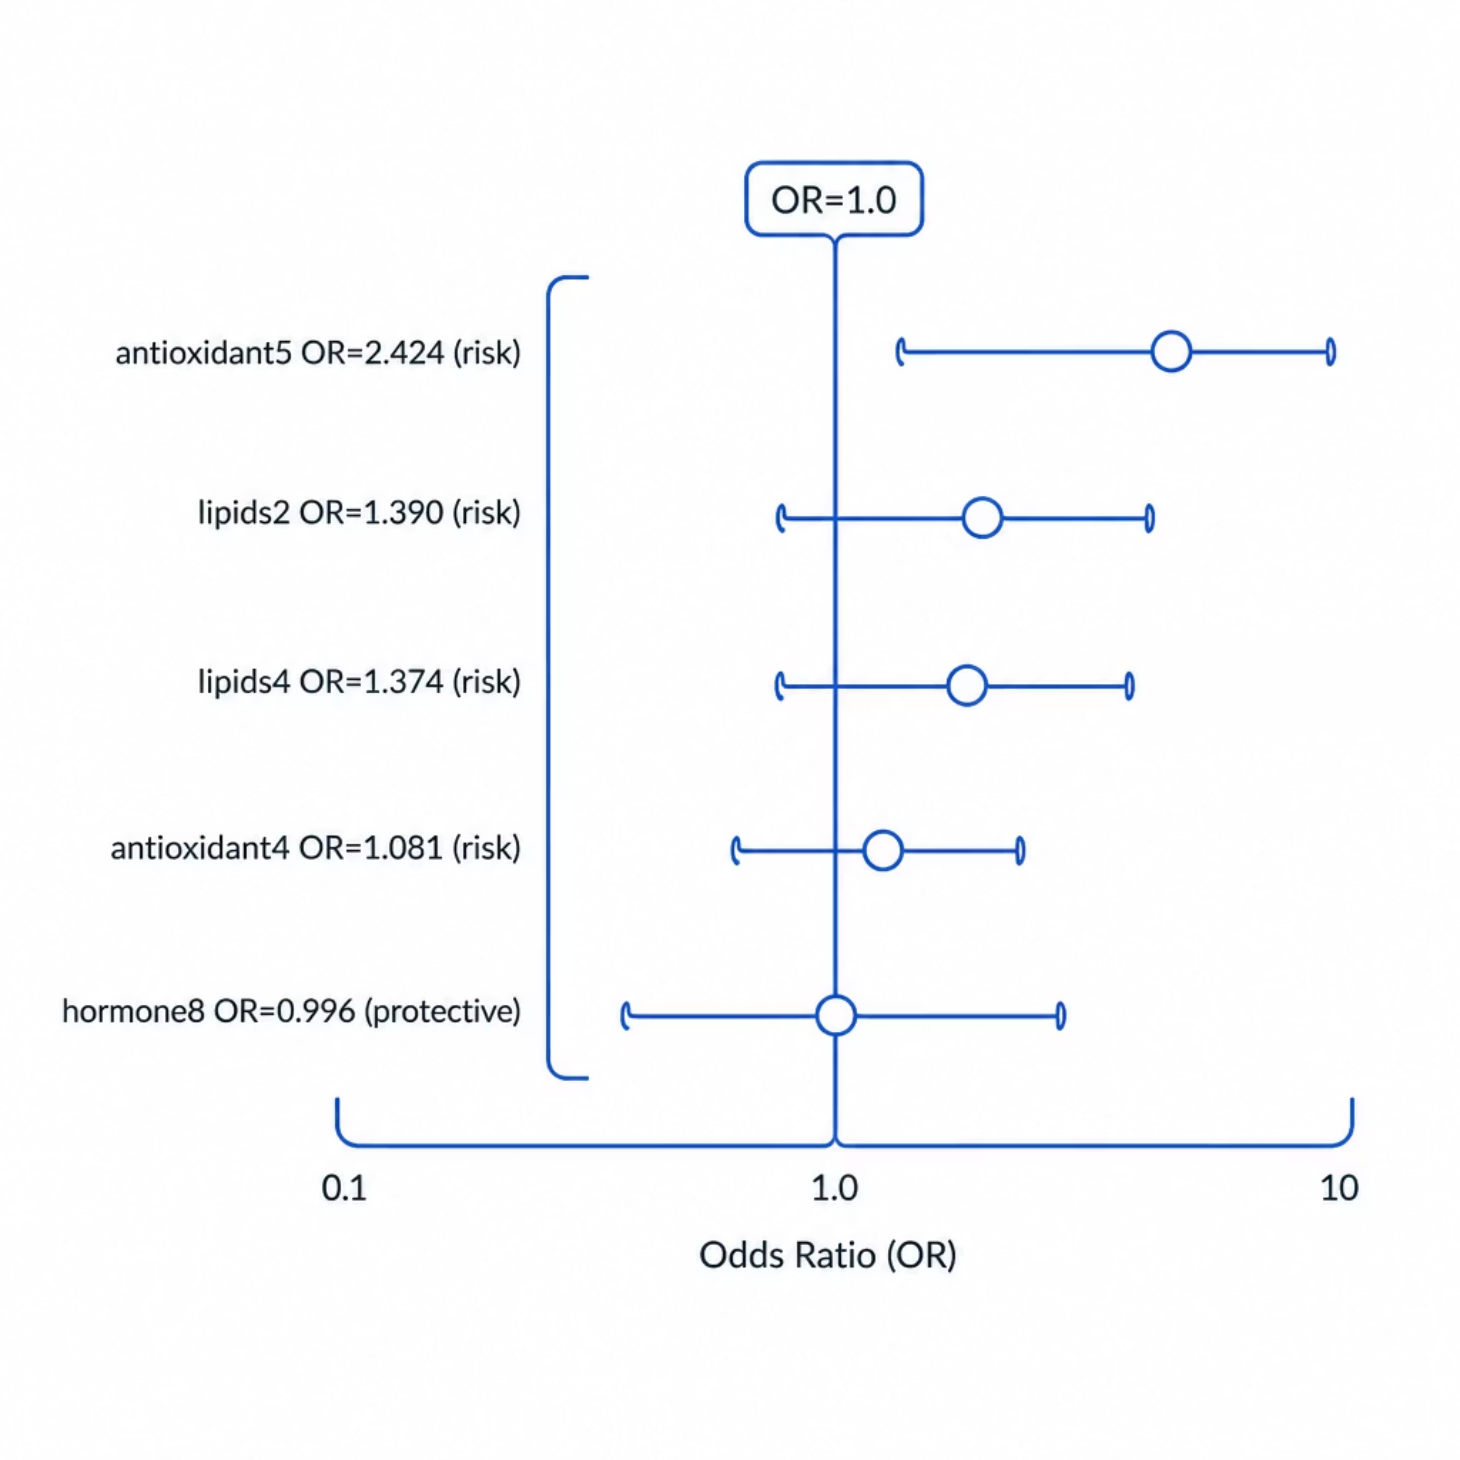 OR=1.0
antioxidant5 OR=2.424 (risk)
lipids2 OR=1.390 (risk)
lipids4 OR=1.374 (risk)
antioxidant4 OR=1.081 (risk)
hormone8 OR=0.996 (protective)
0.1 1.0 10
Odds Ratio (OR)